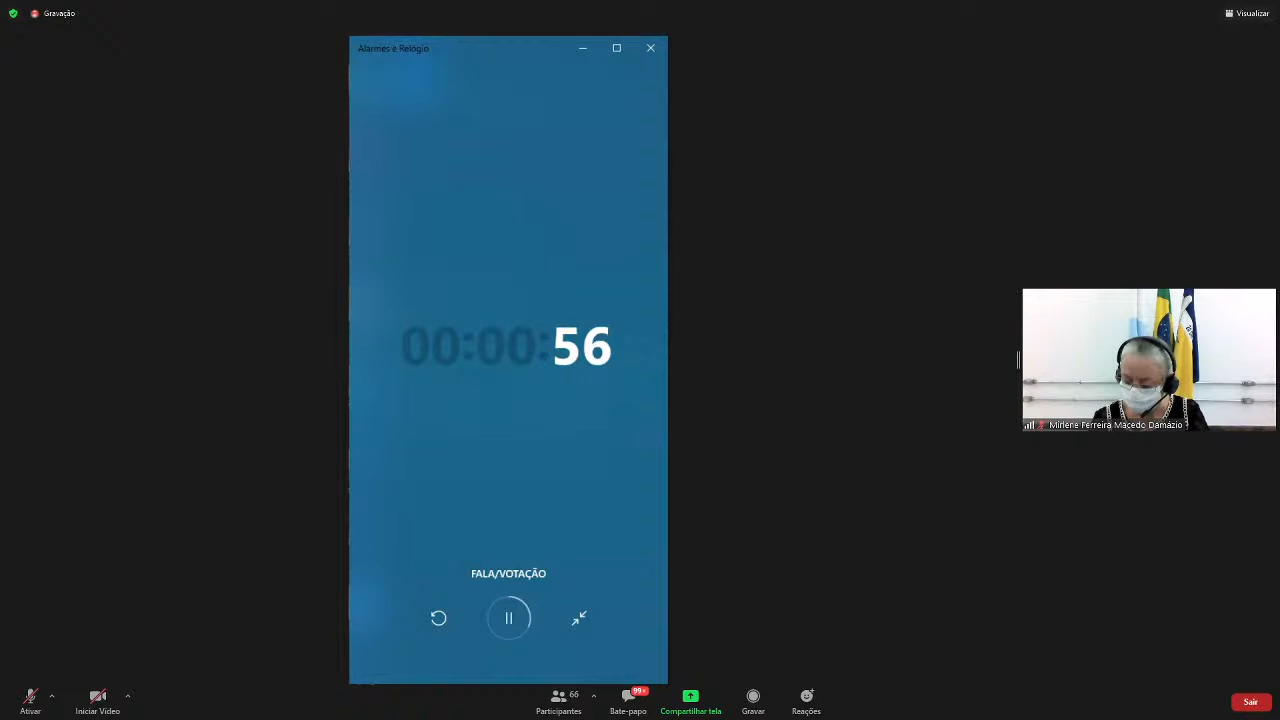 Gravação
Visualizar
Alarmes e Relógio
00:00:56
Mirlene Ferreira Macedo Damázio
FALA/VOTAÇÃO
Ativar
Iniciar Vídeo
66
Participantes
99+
Bate-papo
Compartilhar tela
Gravar
Reações
Sair